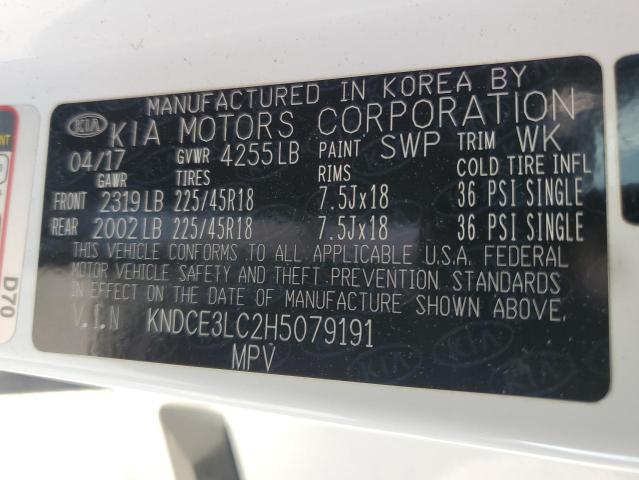 MANUFACTURED IN KOREA BY
KIA KIA MOTORS CORPORATION
04/17 GVWR 4255LB PAINT SWP TRIM WK
GAWR TIRES RIMS COLD TIRE INFL
FRONT 2319LB 225/45R18 7.5Jx18 36 PSI SINGLE
REAR 2002LB 225/45R18 7.5Jx18 36 PSI SINGLE
THIS VEHICLE CONFORMS TO ALL APPLICABLE U.S.A. FEDERAL
MOTOR VEHICLE SAFETY AND THEFT PREVENTION STANDARDS
IN EFFECT ON THE DATE OF MANUFACTURE SHOWN ABOVE.
V.I.N KNDCE3LC2H5079191
MPV
D70